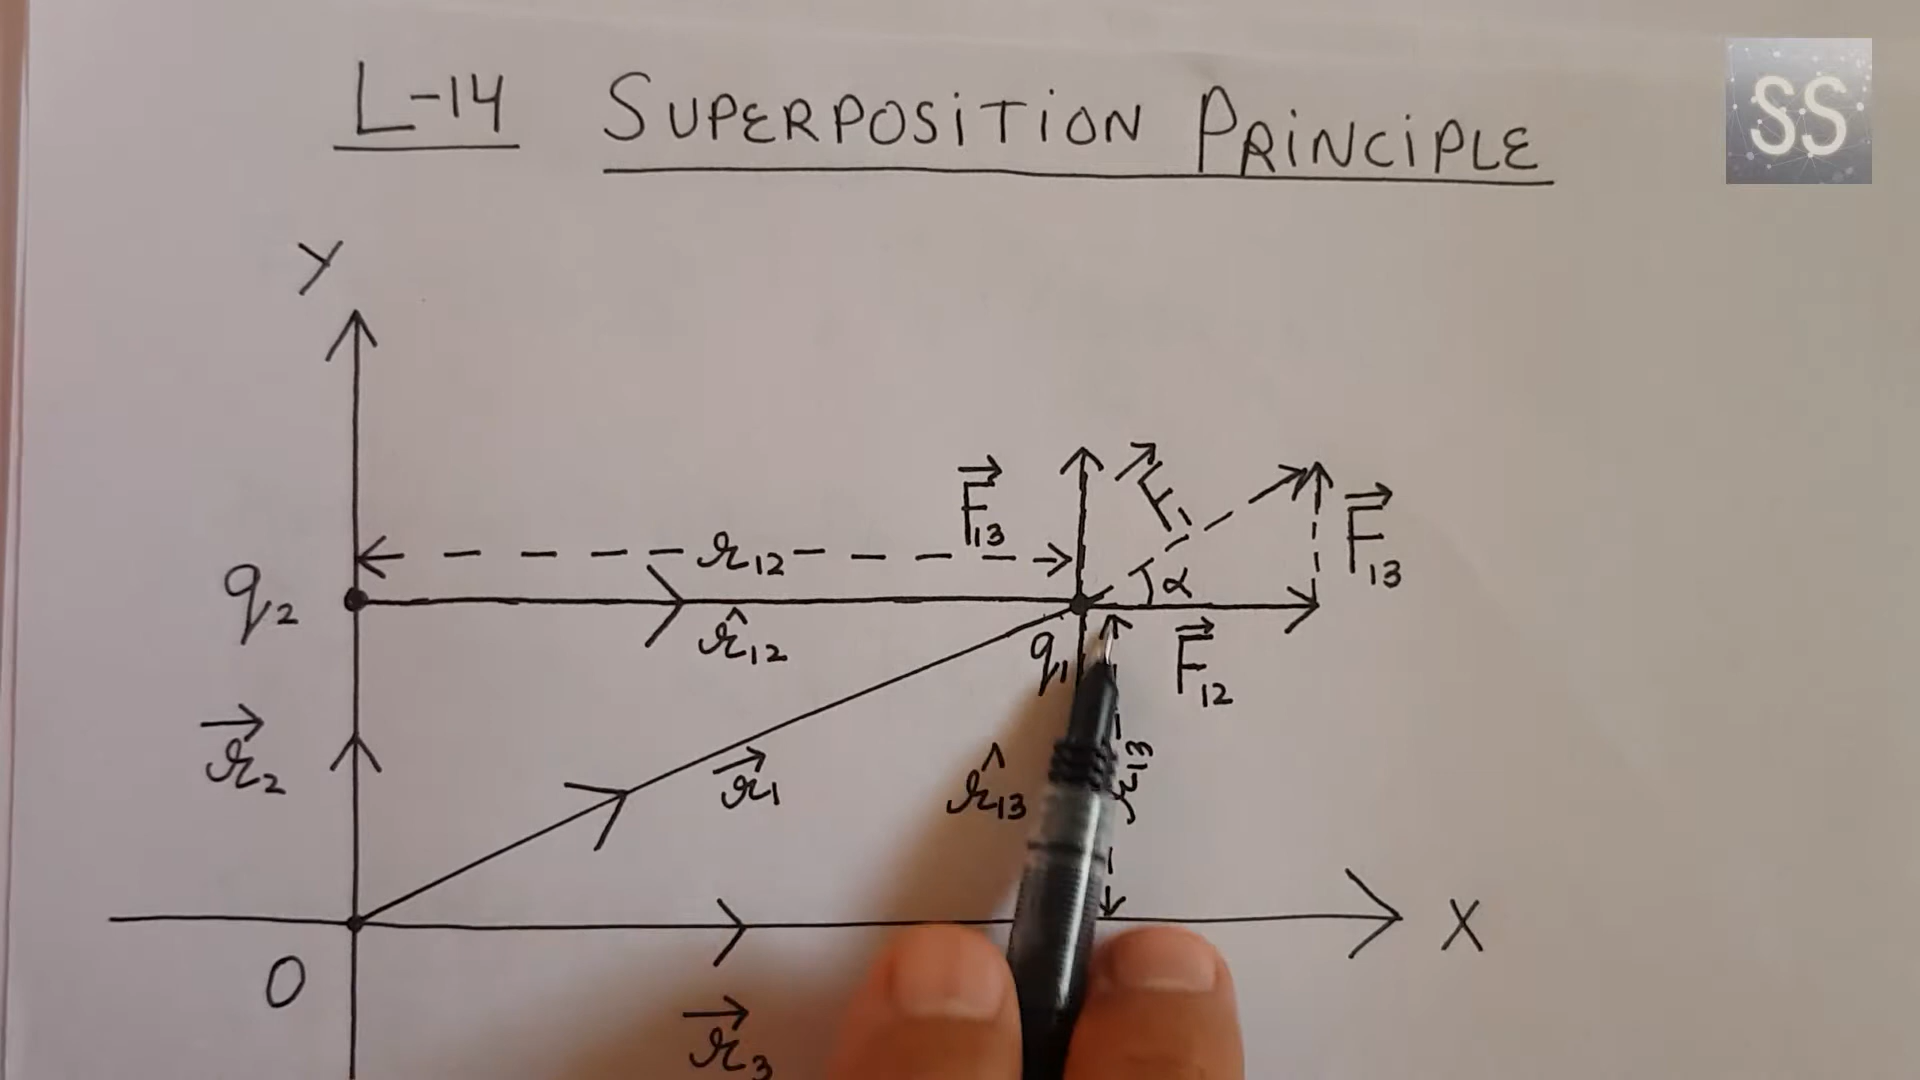 L-14 SUPERPOSITION PRINCIPLE
SS
Y
F⃗₁₃
F⃗₁
F⃗₁₃
r₁₂
α
q₂
r̂₁₂
q₁
F⃗₁₂
r⃗₂
r⃗₁
r̂₁₃
r₁₃
X
O
r⃗₃